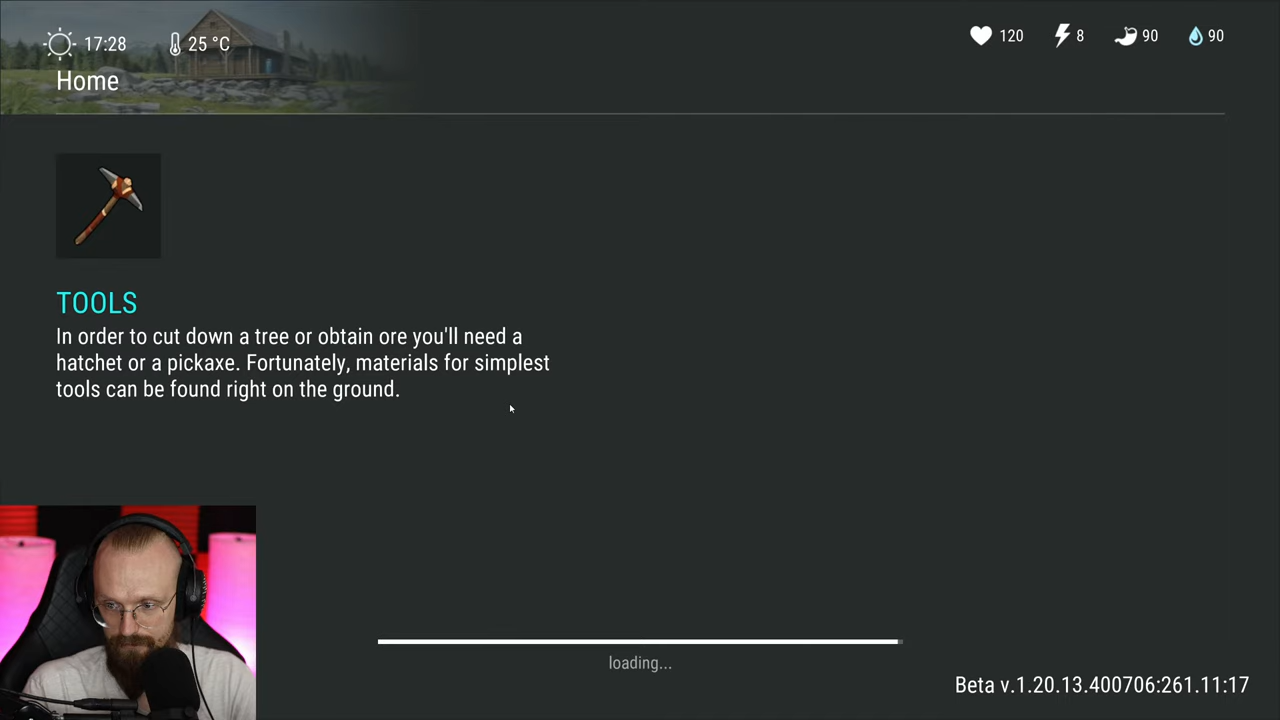 17:28
25 °C
120
8
90
90
Home
TOOLS
In order to cut down a tree or obtain ore you'll need a
hatchet or a pickaxe. Fortunately, materials for simplest
tools can be found right on the ground.
loading...
Beta v.1.20.13.400706:261.11:17